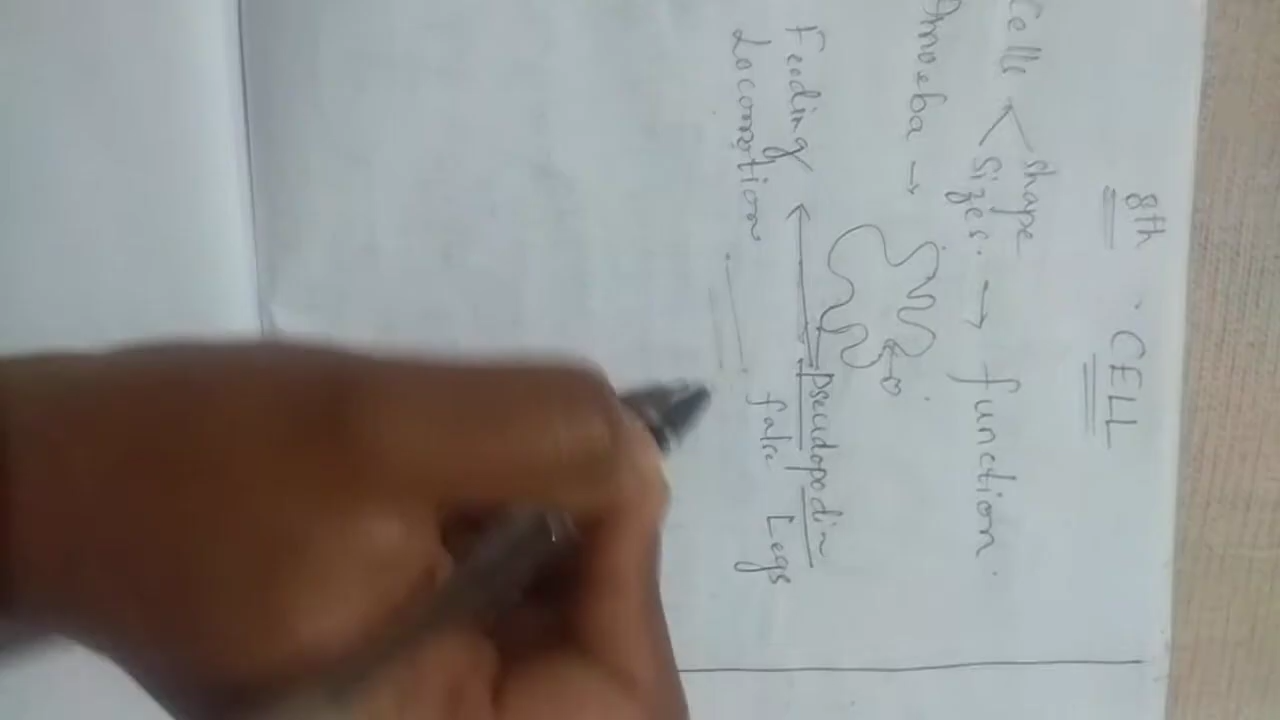 8th . CELL
Cells < shape
sizes. → function.
Amoeba →
Feeding ← pseudopodia
Locomotion false Legs